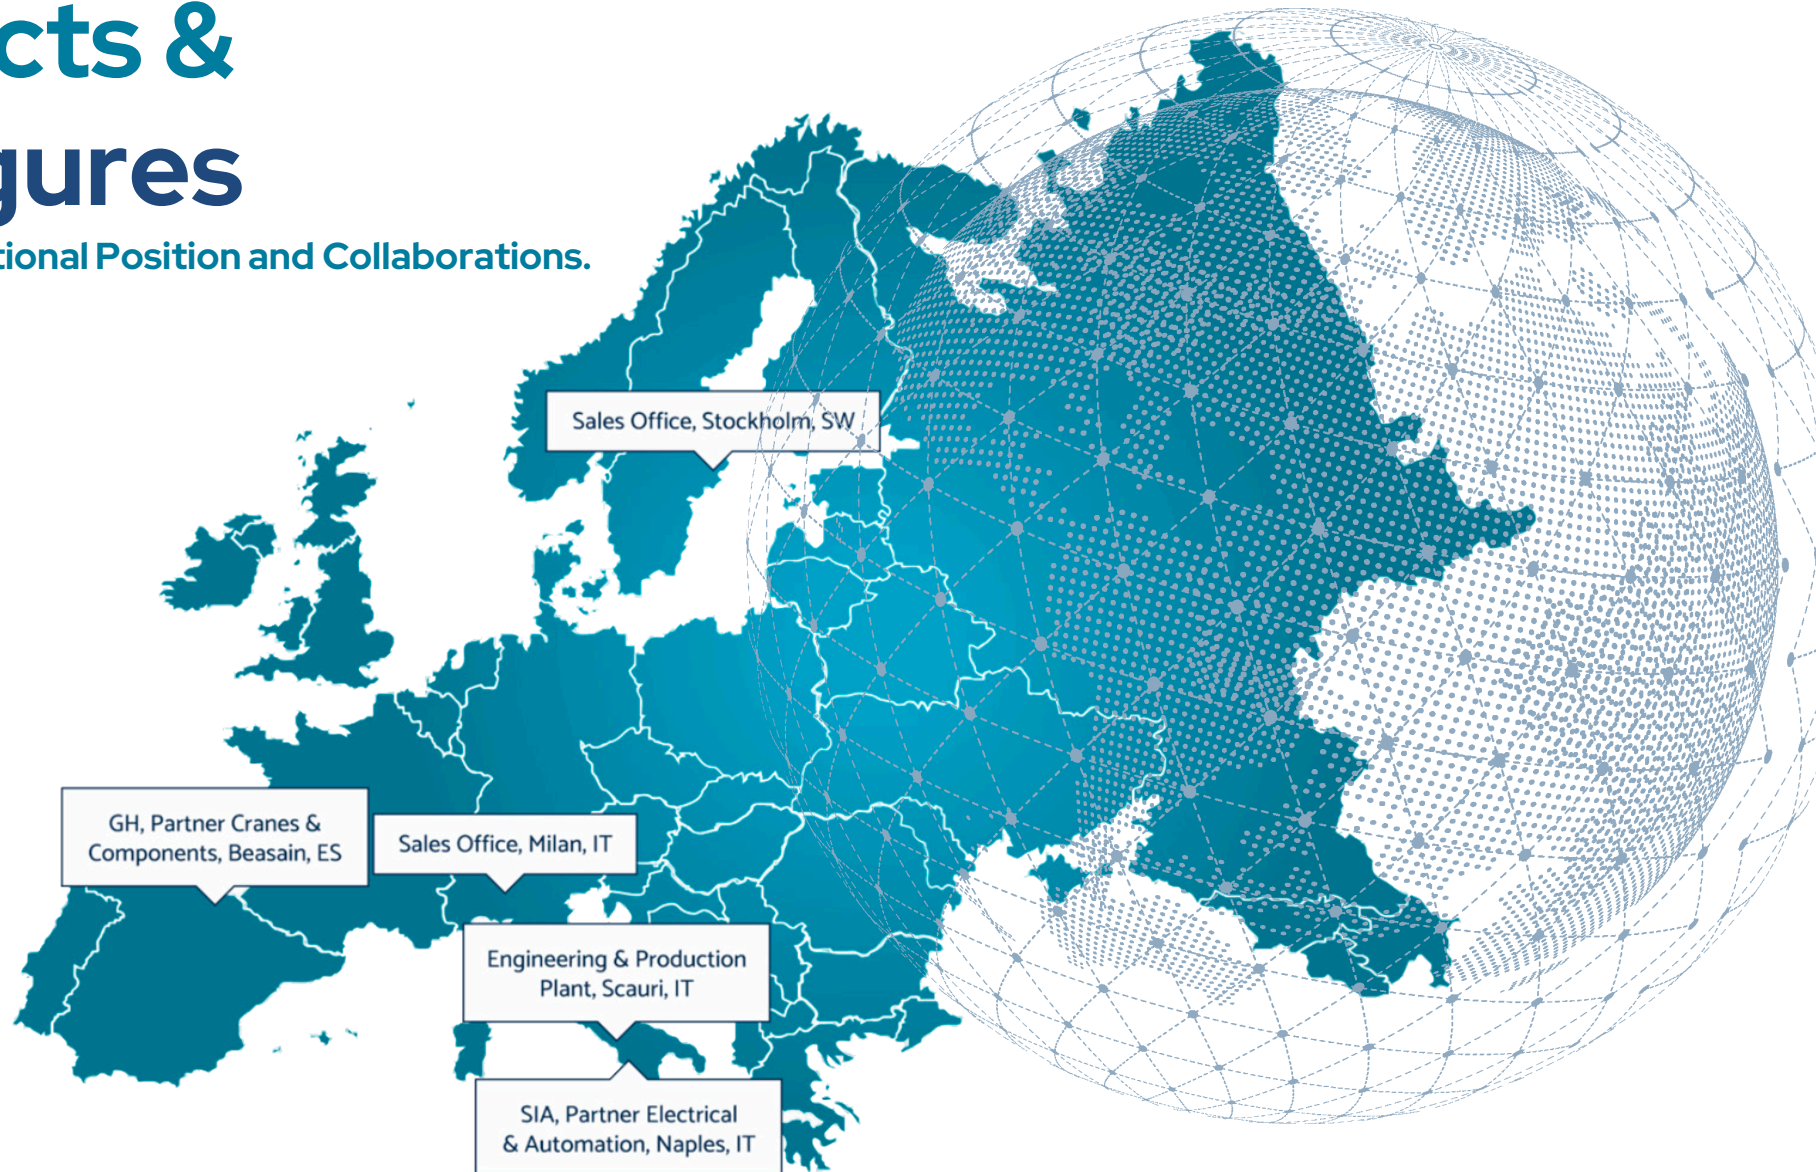 cts &
gures
tional Position and Collaborations.
Sales Office, Stockholm, SW
GH, Partner Cranes &
Components, Beasain, ES
Sales Office, Milan, IT
Engineering & Production
Plant, Scauri, IT
SIA, Partner Electrical
& Automation, Naples, IT